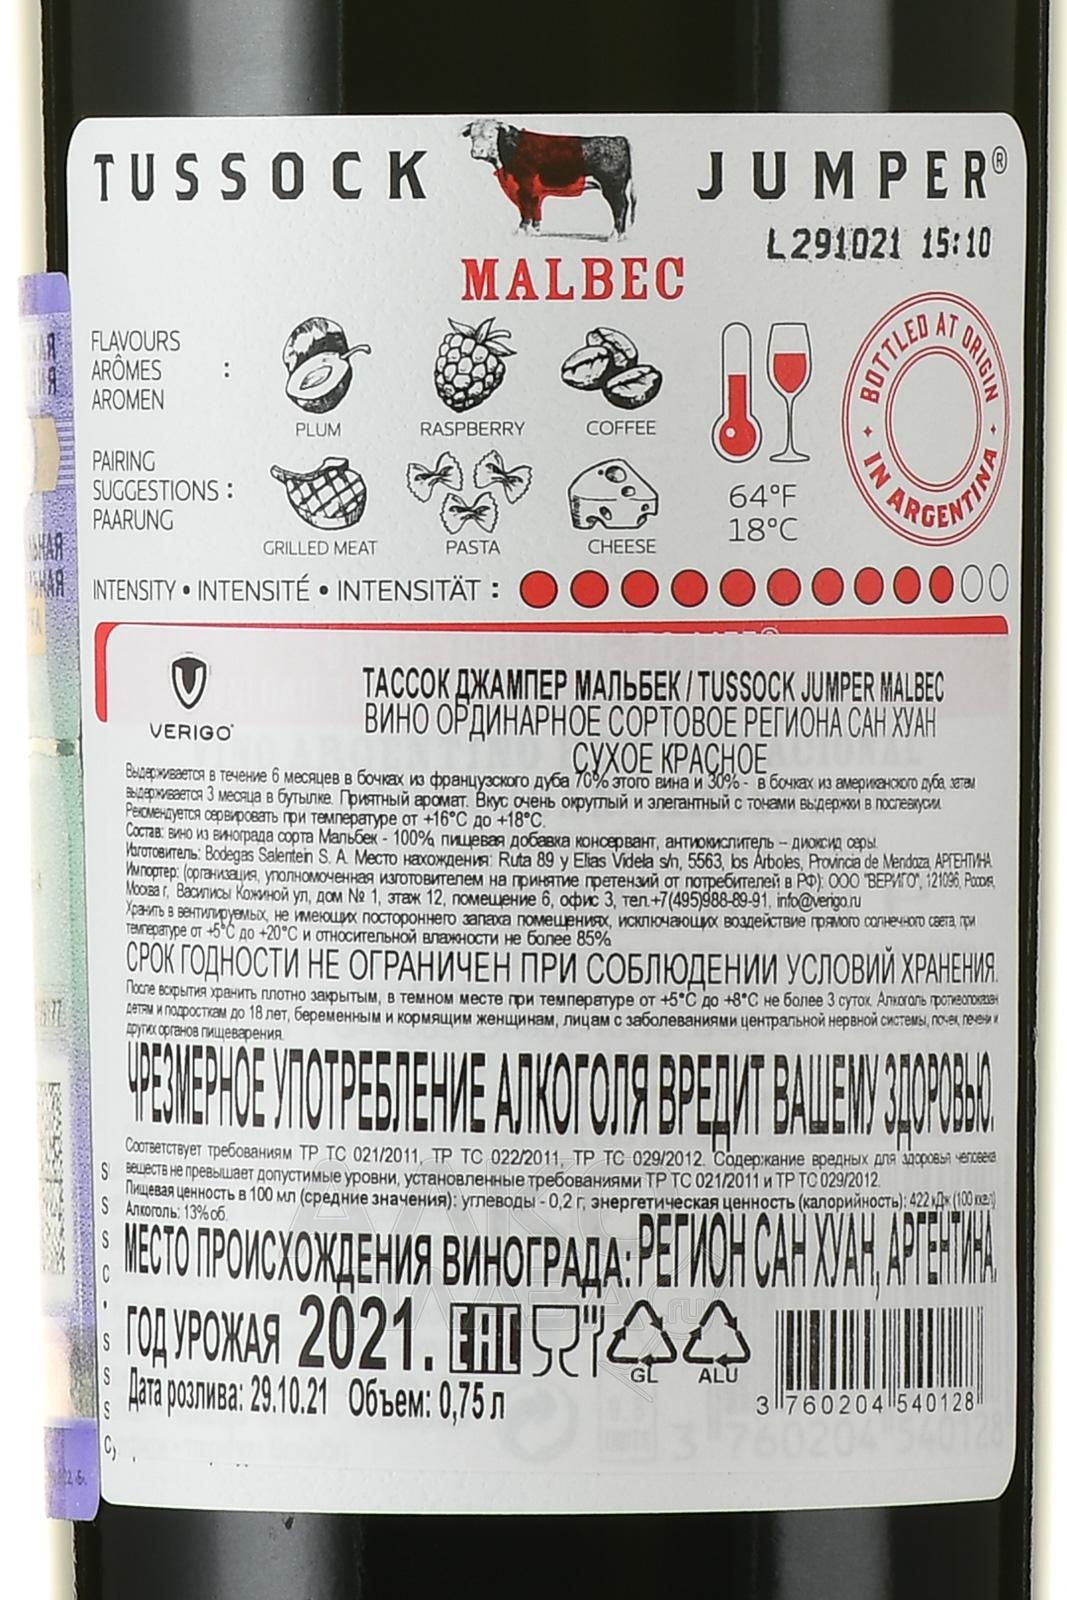 TUSSOCK JUMPER®
L291021 15:10
MALBEC
FLAVOURS
ARÔMES :
AROMEN
PLUM RASPBERRY COFFEE
PAIRING
SUGGESTIONS :
PAARUNG
GRILLED MEAT PASTA CHEESE
64°F
18°C
BOTTLED AT ORIGIN
IN ARGENTINA
INTENSITY • INTENSITÉ • INTENSITÄT :
VERIGO
ТАССОК ДЖАМПЕР МАЛЬБЕК / TUSSOCK JUMPER MALBEC
ВИНО ОРДИНАРНОЕ СОРТОВОЕ РЕГИОНА САН ХУАН
СУХОЕ КРАСНОЕ
Выдерживается в течение 6 месяцев в бочках из французского дуба 70% этого вина и 30% - в бочках из американского дуба, затем
выдерживается 3 месяца в бутылке. Приятный аромат. Вкус очень округлый и элегантный с тонами выдержки в послевкусии.
Рекомендуется сервировать при температуре от +16°С до +18°С.
Состав: вино из винограда сорта Мальбек - 100%, пищевая добавка консервант, антиокислитель – диоксид серы.
Изготовитель: Bodegas Salentein S. A. Место нахождения: Ruta 89 y Elias Videla s/n, 5563, los Arboles, Provincia de Mendoza, АРГЕНТИНА
Импортер: (организация, уполномоченная изготовителем на принятие претензий от потребителей в РФ): ООО "ВЕРИГО", 121096, Россия,
Москва г, Василисы Кожиной ул, дом № 1, этаж 12, помещение 6, офис 3, тел.+7(495)988-89-91, info@verigo.ru
Хранить в вентилируемых, не имеющих постороннего запаха помещениях, исключающих воздействие прямого солнечного света, при
температуре от +5°С до +20°С и относительной влажности не более 85%.
СРОК ГОДНОСТИ НЕ ОГРАНИЧЕН ПРИ СОБЛЮДЕНИИ УСЛОВИЙ ХРАНЕНИЯ.
После вскрытия хранить плотно закрытым, в темном месте при температуре от +5°С до +8°С не более 3 суток. Алкоголь противопоказан
детям и подросткам до 18 лет, беременным и кормящим женщинам, лицам с заболеваниями центральной нервной системы, почек, печени и
других органов пищеварения.
ЧРЕЗМЕРНОЕ УПОТРЕБЛЕНИЕ АЛКОГОЛЯ ВРЕДИТ ВАШЕМУ ЗДОРОВЬЮ.
Соответствует требованиям ТР ТС 021/2011, ТР ТС 022/2011, ТР ТС 029/2012. Содержание вредных для здоровья человека
веществ не превышает допустимые уровни, установленные требованиями ТР ТС 021/2011 и ТР ТС 029/2012.
Пищевая ценность в 100 мл (средние значения): углеводы - 0,2 г, энергетическая ценность (калорийность): 422 кДж (100 ккал)
Алкоголь: 13% об.
МЕСТО ПРОИСХОЖДЕНИЯ ВИНОГРАДА: РЕГИОН САН ХУАН, АРГЕНТИНА.
ГОД УРОЖАЯ 2021. EAC
GL ALU
Дата розлива: 29.10.21 Объем: 0,75 л
3 760204 540128